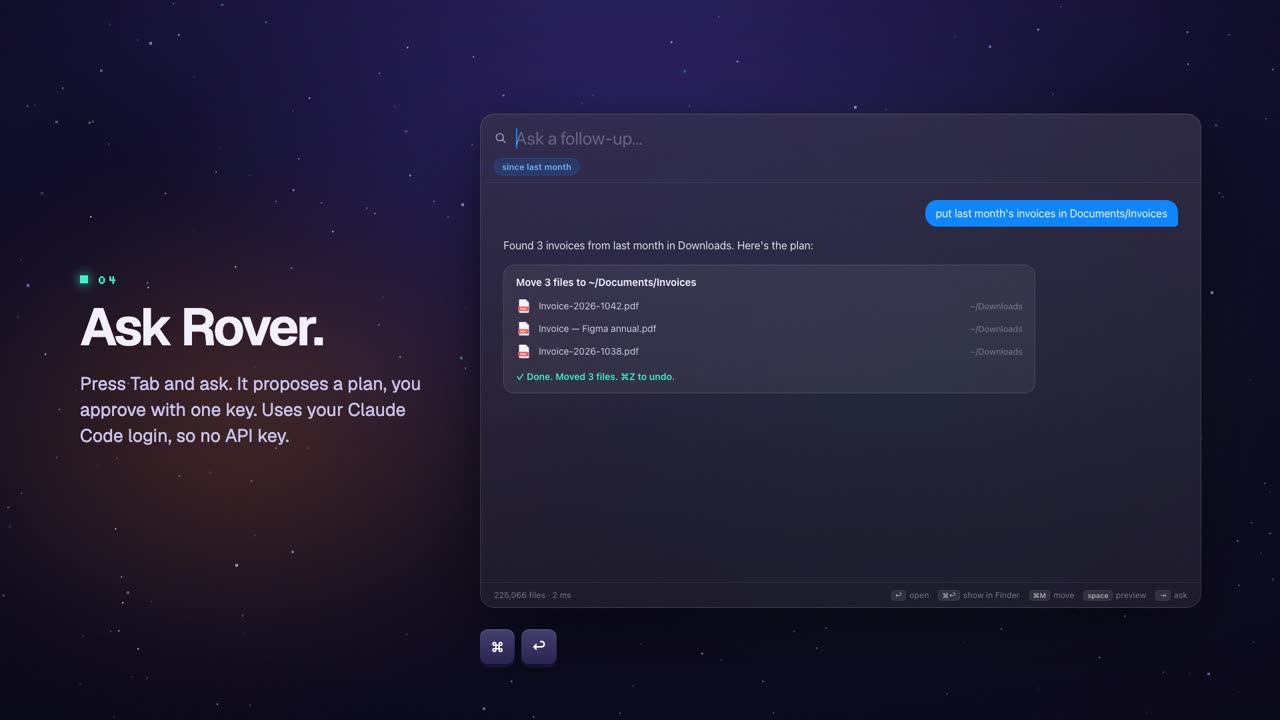 04
Ask Rover.
Press Tab and ask. It proposes a plan, you
approve with one key. Uses your Claude
Code login, so no API key.
Ask a follow-up...
since last month
put last month's invoices in Documents/Invoices
Found 3 invoices from last month in Downloads. Here's the plan:
Move 3 files to ~/Documents/Invoices
Invoice-2026-1042.pdf ~/Downloads
Invoice — Figma annual.pdf ~/Downloads
Invoice-2026-1038.pdf ~/Downloads
✓ Done. Moved 3 files. ⌘Z to undo.
225,066 files · 2 ms ↩ open ⌘↩ show in Finder ⌘M move space preview ⇥ ask
⌘ ↩